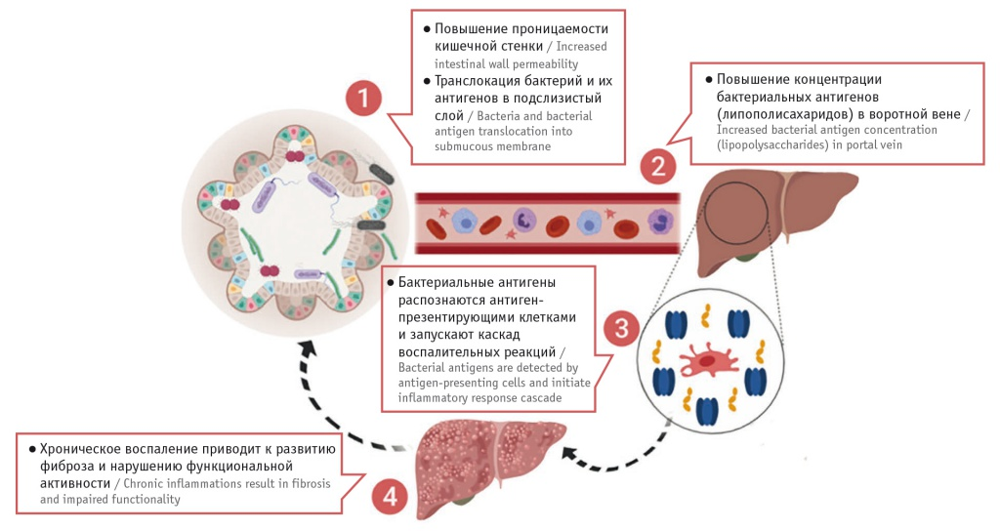 1
● Повышение проницаемости
кишечной стенки / Increased
intestinal wall permeability
● Транслокация бактерий и их
антигенов в подслизистый
слой / Bacteria and bacterial
antigen translocation into
submucous membrane
2
● Повышение концентрации
бактериальных антигенов
(липополисахаридов) в воротной вене /
Increased bacterial antigen concentration
(lipopolysaccharides) in portal vein
3
● Бактериальные антигены
распознаются антиген-
презентирующими клетками
и запускают каскад
воспалительных реакций /
Bacterial antigens are detected by
antigen-presenting cells and initiate
inflammatory response cascade
4
● Хроническое воспаление приводит к развитию
фиброза и нарушению функциональной
активности / Chronic inflammations result in fibrosis
and impaired functionality